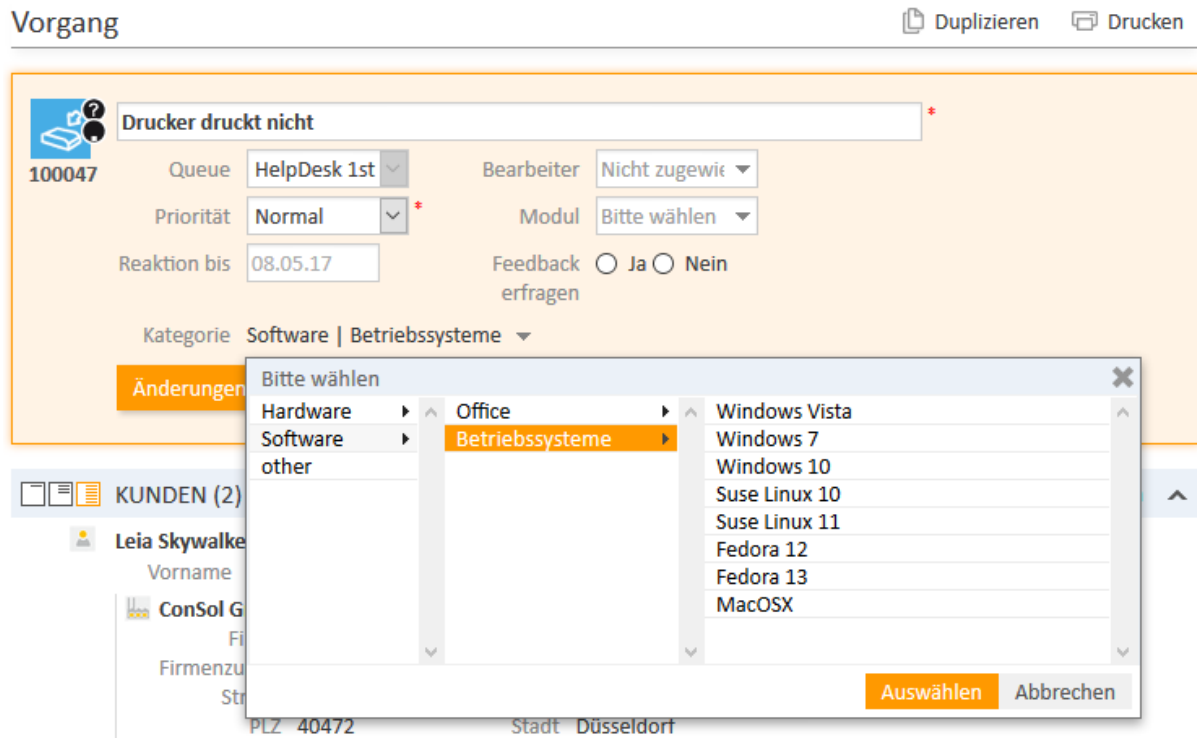 Vorgang Duplizieren Drucken
?
Drucker druckt nicht *
100047 Queue HelpDesk 1st Bearbeiter
Nicht
Priorität Normal * Modul Bitte wählen
Reaktion bis 08.05.17 Feedback Ja Nein
erfragen
Kategorie Software | Betriebssysteme
Änderungen
Bitte wählen
Hardware Office Windows Vista
Software Betriebssysteme Windows 7
other Windows 10
Suse Linux 10
Suse Linux 11
Fedora 12
Fedora 13
MacOSX
Auswählen Abbrechen
KUNDEN (2)
Leia Skywalke
Vorname
ConSol G
Fi
Firmenzu
Str
PLZ 40472 Stadt Düsseldorf